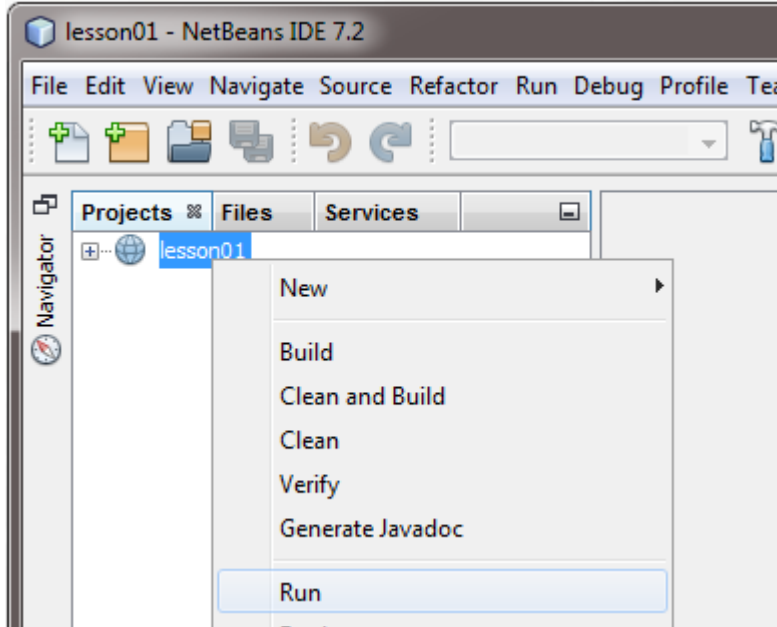 lesson01 - NetBeans IDE 7.2
File Edit View Navigate Source Refactor Run Debug Profile
Projects Files Services
Navigator
lesson01
New
Build
Clean and Build
Clean
Verify
Generate Javadoc
Run